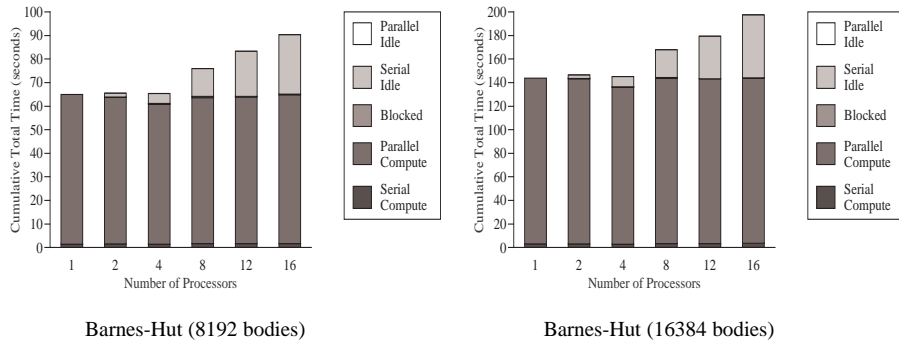 Cumulative Total Time (seconds)
100
90
80
70
60
50
40
30
20
10
0
1 2 4 8 12 16
Number of Processors
Parallel
Idle
Serial
Idle
Blocked
Parallel
Compute
Serial
Compute
Barnes-Hut (8192 bodies)
Cumulative Total Time (seconds)
200
180
160
140
120
100
80
60
40
20
0
1 2 4 8 12 16
Number of Processors
Parallel
Idle
Serial
Idle
Blocked
Parallel
Compute
Serial
Compute
Barnes-Hut (16384 bodies)